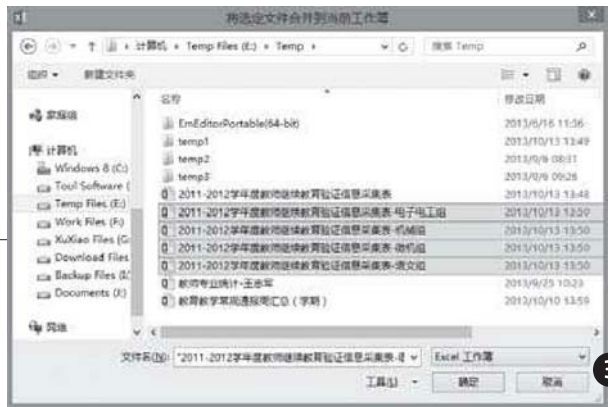 将选定文件合并到当前工作簿
计算机 ▸ Temp Files (E:) ▸ Temp ▸
搜索 Temp
组织 ▾ 新建文件夹
名称 修改日期
家庭组
计算机
Windows 8 (C:)
Tool Software (
Temp Files (E:)
Work Files (F:)
XuXiao Files (G:
Download Files
Backup Files (I:
Documents (J:)
网络
EmEditorPortable(64-bit) 2013/6/16 11:36
temp1 2013/10/13 13:49
temp2 2013/9/6 08:31
temp3 2013/9/6 09:26
2011-2012学年度教师继续教育验证信息采集表 2013/10/13 13:48
2011-2012学年度教师继续教育验证信息采集表-电子电工组 2013/10/13 13:50
2011-2012学年度教师继续教育验证信息采集表-机械组 2013/10/13 13:50
2011-2012学年度教师继续教育验证信息采集表-微机组 2013/10/13 13:50
2011-2012学年度教师继续教育验证信息采集表-语文组 2013/10/13 13:50
教师专业统计-王志军 2013/9/25 10:23
教育教学常规通报周汇总（学期） 2013/10/10 13:59
文件名(N): "2011-2012学年度教师继续教育验证信息采集表-电
Excel 工作簿
工具(L) ▾ 确定 取消
3